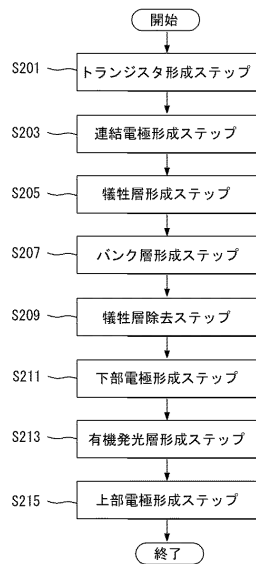 開始
S201 トランジスタ形成ステップ
S203 連結電極形成ステップ
S205 犠牲層形成ステップ
S207 バンク層形成ステップ
S209 犠牲層除去ステップ
S211 下部電極形成ステップ
S213 有機発光層形成ステップ
S215 上部電極形成ステップ
終了